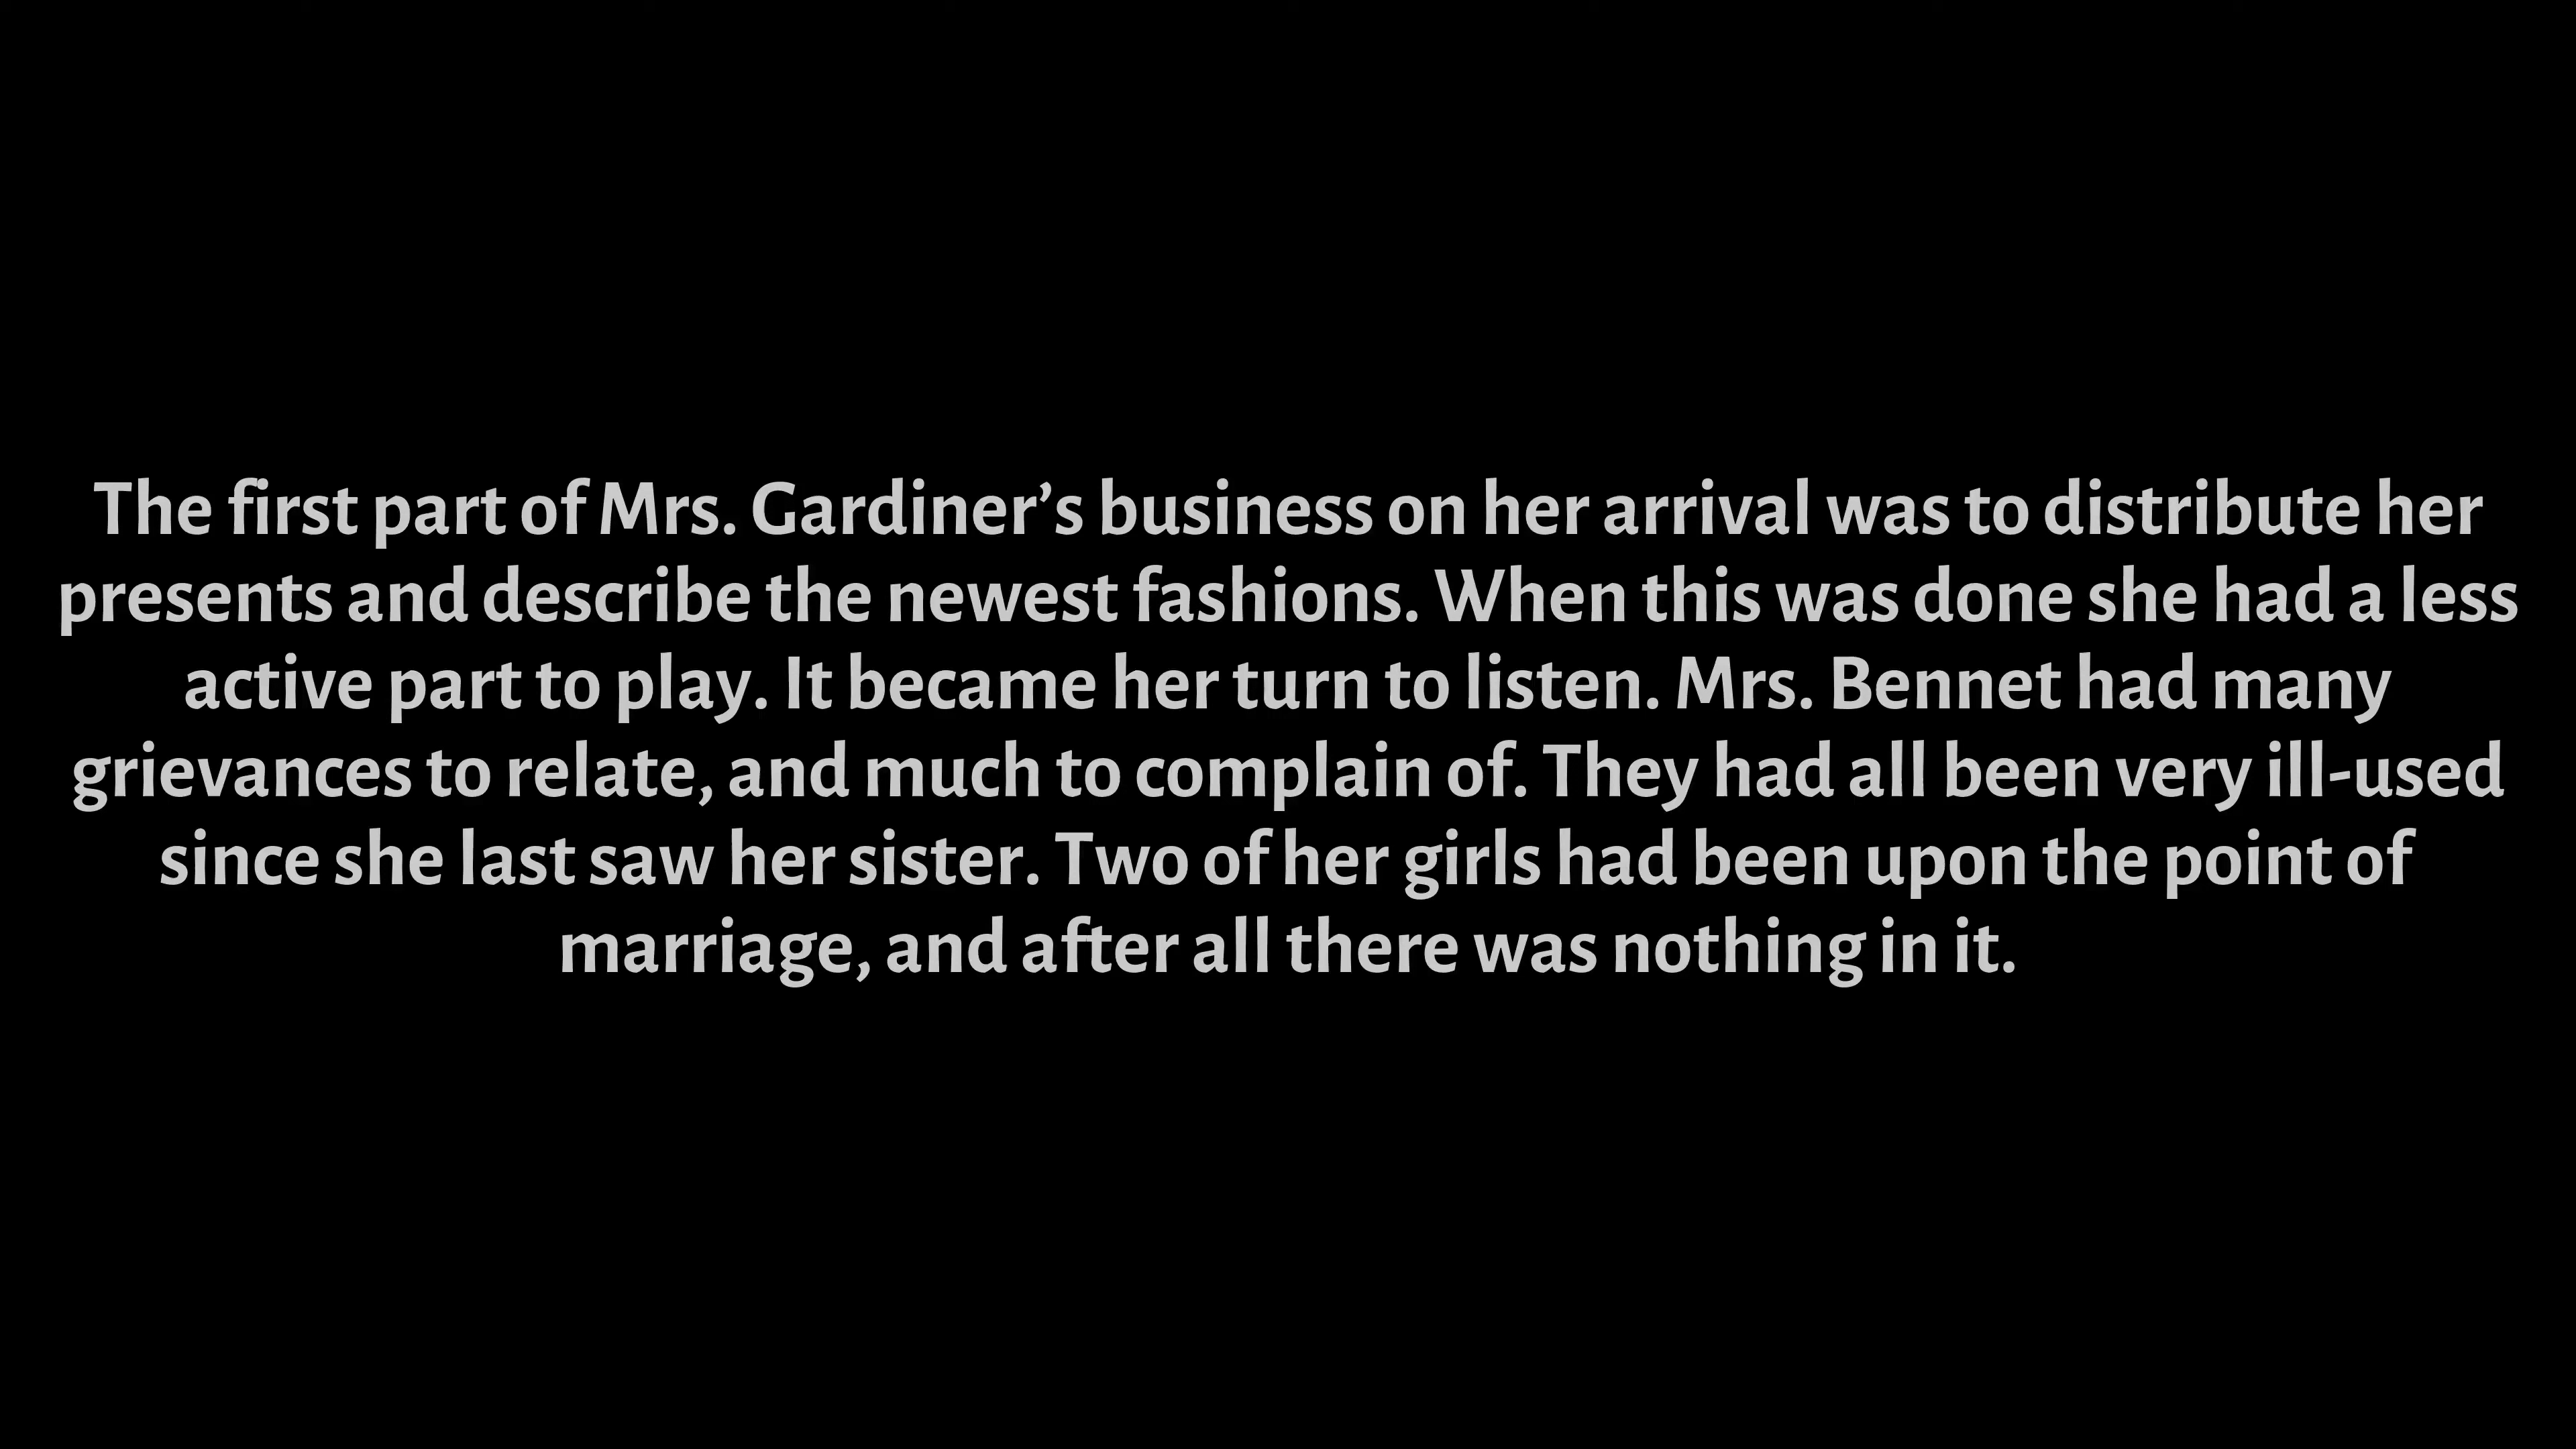 The first part of Mrs. Gardiner’s business on her arrival was to distribute her
presents and describe the newest fashions. When this was done she had a less
active part to play. It became her turn to listen. Mrs. Bennet had many
grievances to relate, and much to complain of. They had all been very ill-used
since she last saw her sister. Two of her girls had been upon the point of
marriage, and after all there was nothing in it.